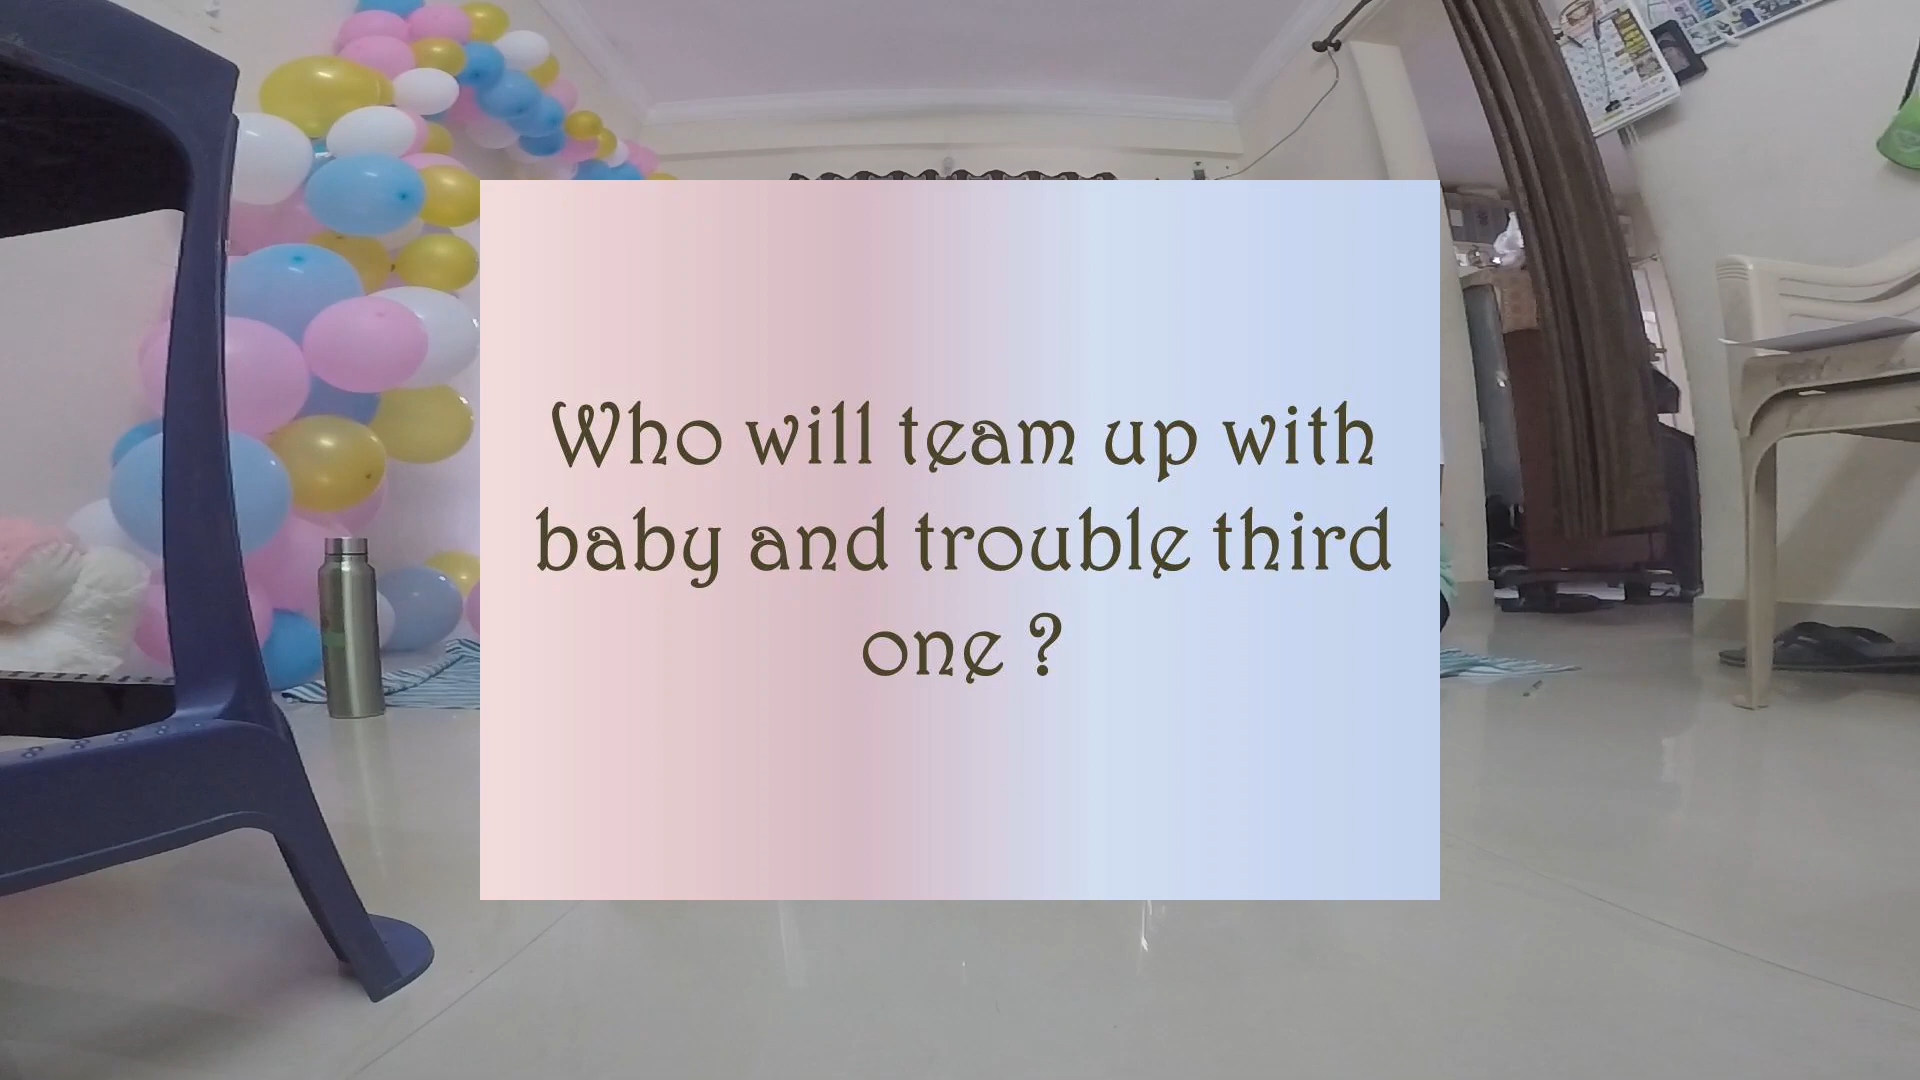 Who will team up with
baby and trouble third
one ?